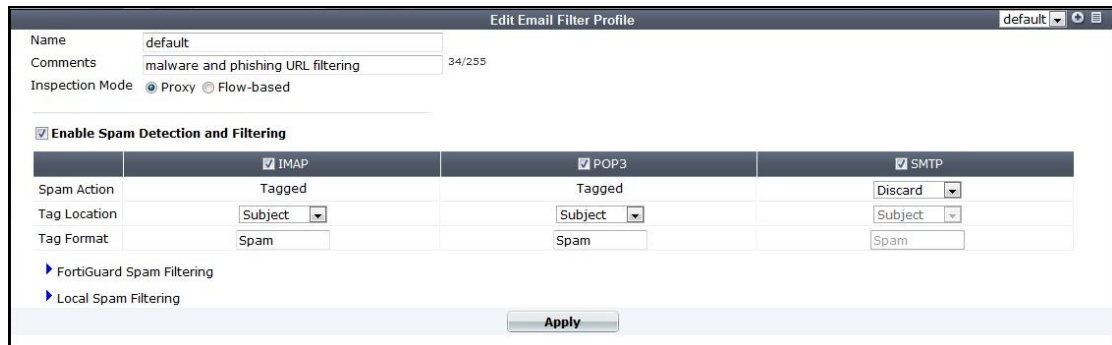 Edit Email Filter Profile default
Name default
Comments malware and phishing URL filtering 34/255
Inspection Mode Proxy Flow-based
Enable Spam Detection and Filtering
IMAP POP3 SMTP
Spam Action Tagged Tagged Discard
Tag Location Subject Subject Subject
Tag Format Spam Spam Spam
FortiGuard Spam Filtering
Local Spam Filtering
Apply